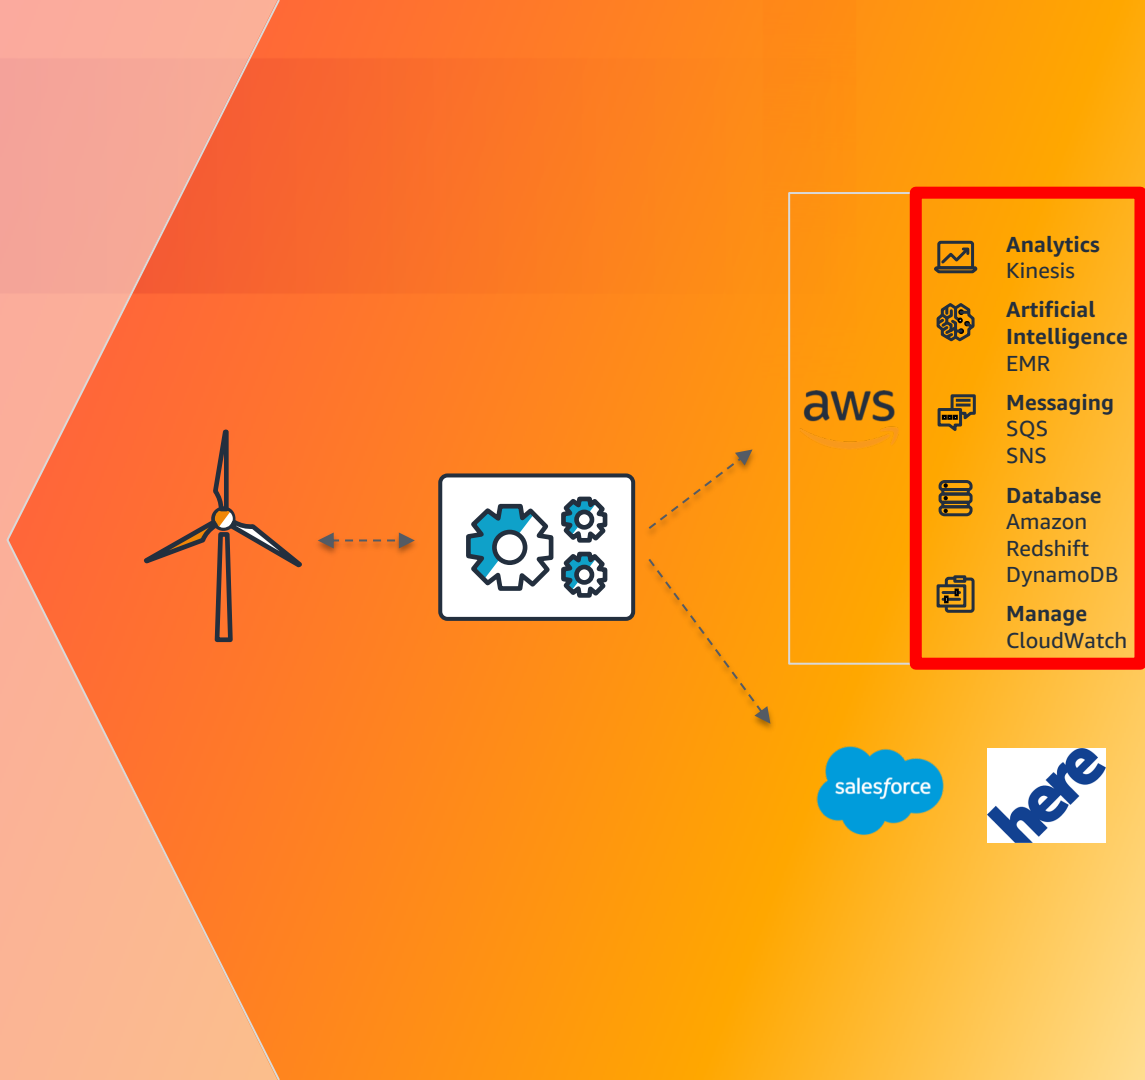 Analytics
Kinesis
Artificial
Intelligence
EMR
Messaging
SQS
SNS
Database
Amazon
Redshift
DynamoDB
Manage
CloudWatch
aws
salesforce
here